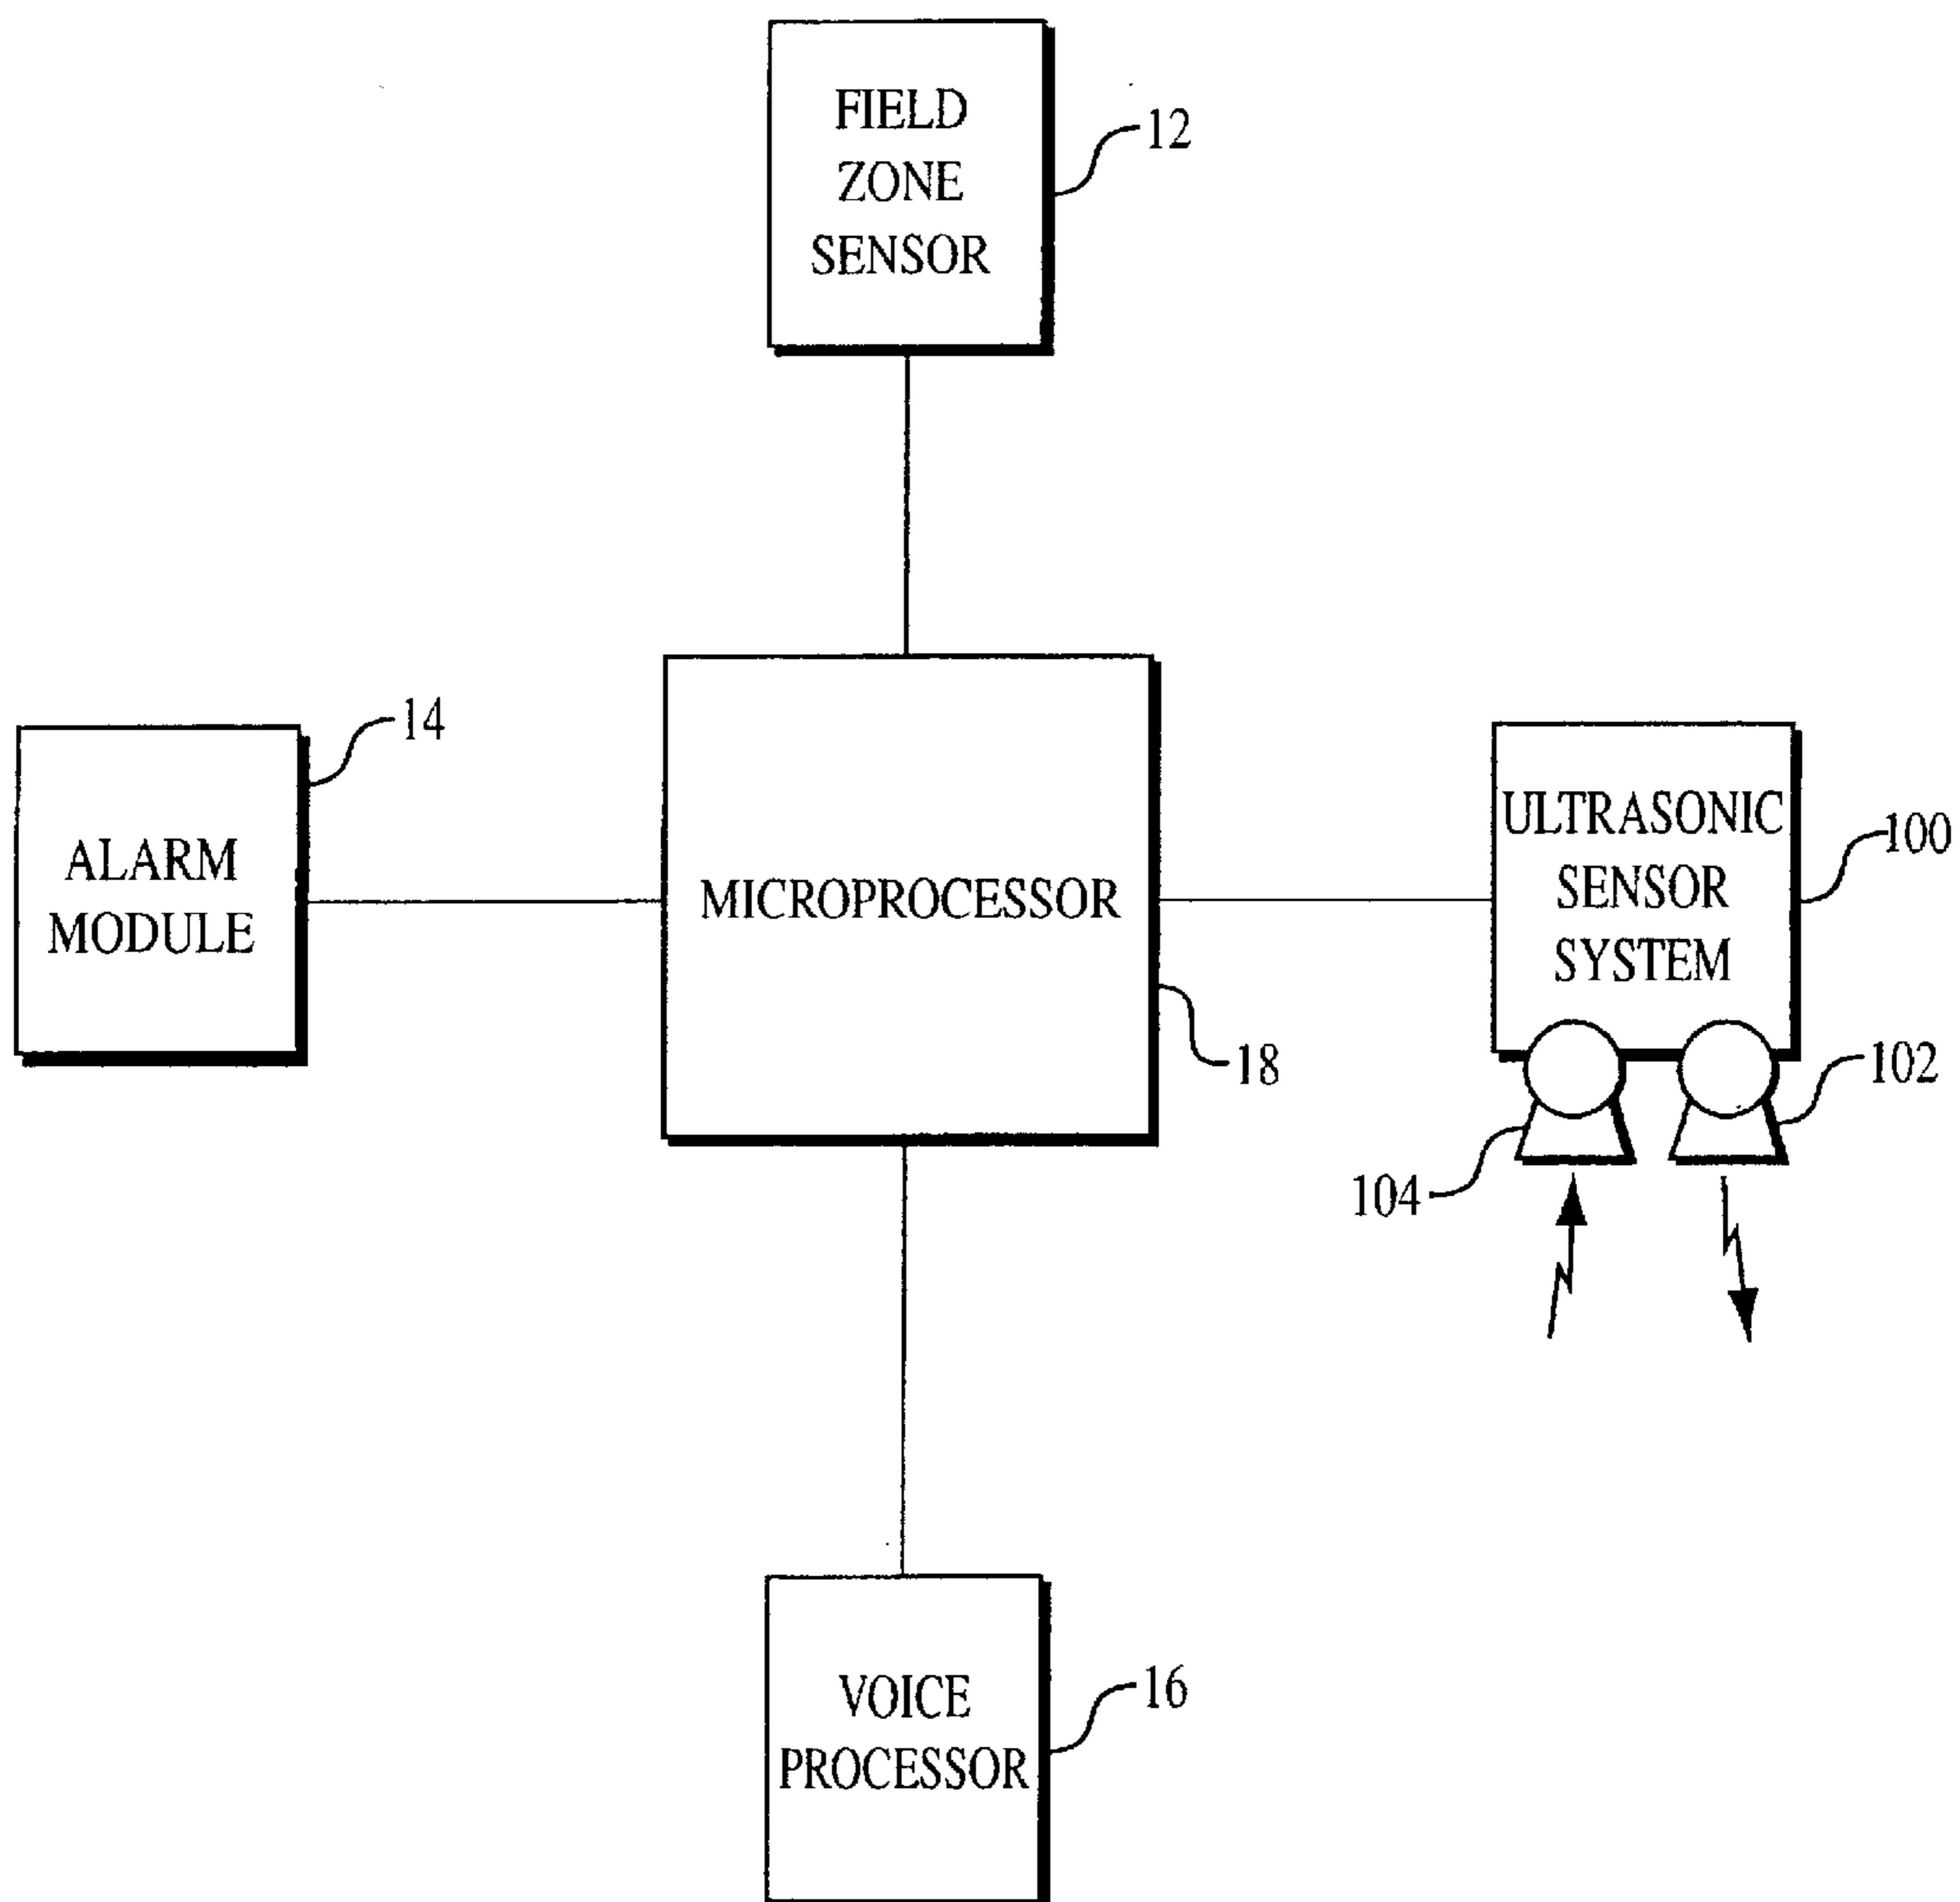 FIELD
ZONE
SENSOR
12
14
ALARM
MODULE
MICROPROCESSOR
18
ULTRASONIC
SENSOR
SYSTEM
100
102
104
VOICE
PROCESSOR
16